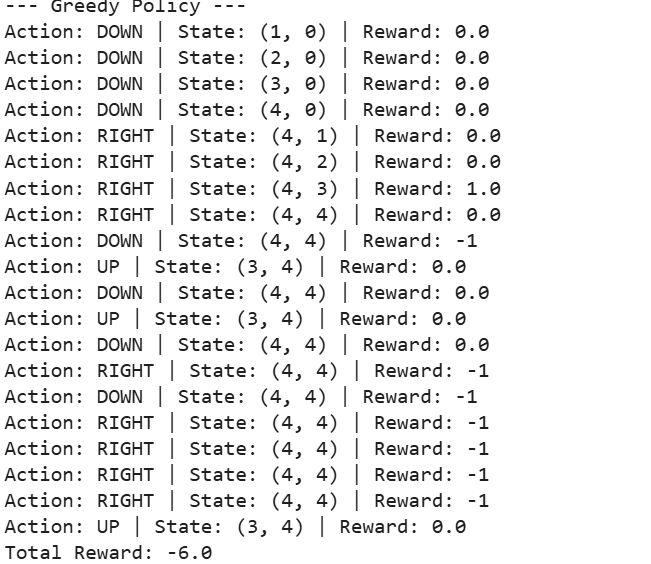 --- Greedy Policy ---
Action: DOWN | State: (1, 0) | Reward: 0.0
Action: DOWN | State: (2, 0) | Reward: 0.0
Action: DOWN | State: (3, 0) | Reward: 0.0
Action: DOWN | State: (4, 0) | Reward: 0.0
Action: RIGHT | State: (4, 1) | Reward: 0.0
Action: RIGHT | State: (4, 2) | Reward: 0.0
Action: RIGHT | State: (4, 3) | Reward: 1.0
Action: RIGHT | State: (4, 4) | Reward: 0.0
Action: DOWN | State: (4, 4) | Reward: -1
Action: UP | State: (3, 4) | Reward: 0.0
Action: DOWN | State: (4, 4) | Reward: 0.0
Action: UP | State: (3, 4) | Reward: 0.0
Action: DOWN | State: (4, 4) | Reward: 0.0
Action: RIGHT | State: (4, 4) | Reward: -1
Action: DOWN | State: (4, 4) | Reward: -1
Action: RIGHT | State: (4, 4) | Reward: -1
Action: RIGHT | State: (4, 4) | Reward: -1
Action: RIGHT | State: (4, 4) | Reward: -1
Action: RIGHT | State: (4, 4) | Reward: -1
Action: UP | State: (3, 4) | Reward: 0.0
Total Reward: -6.0